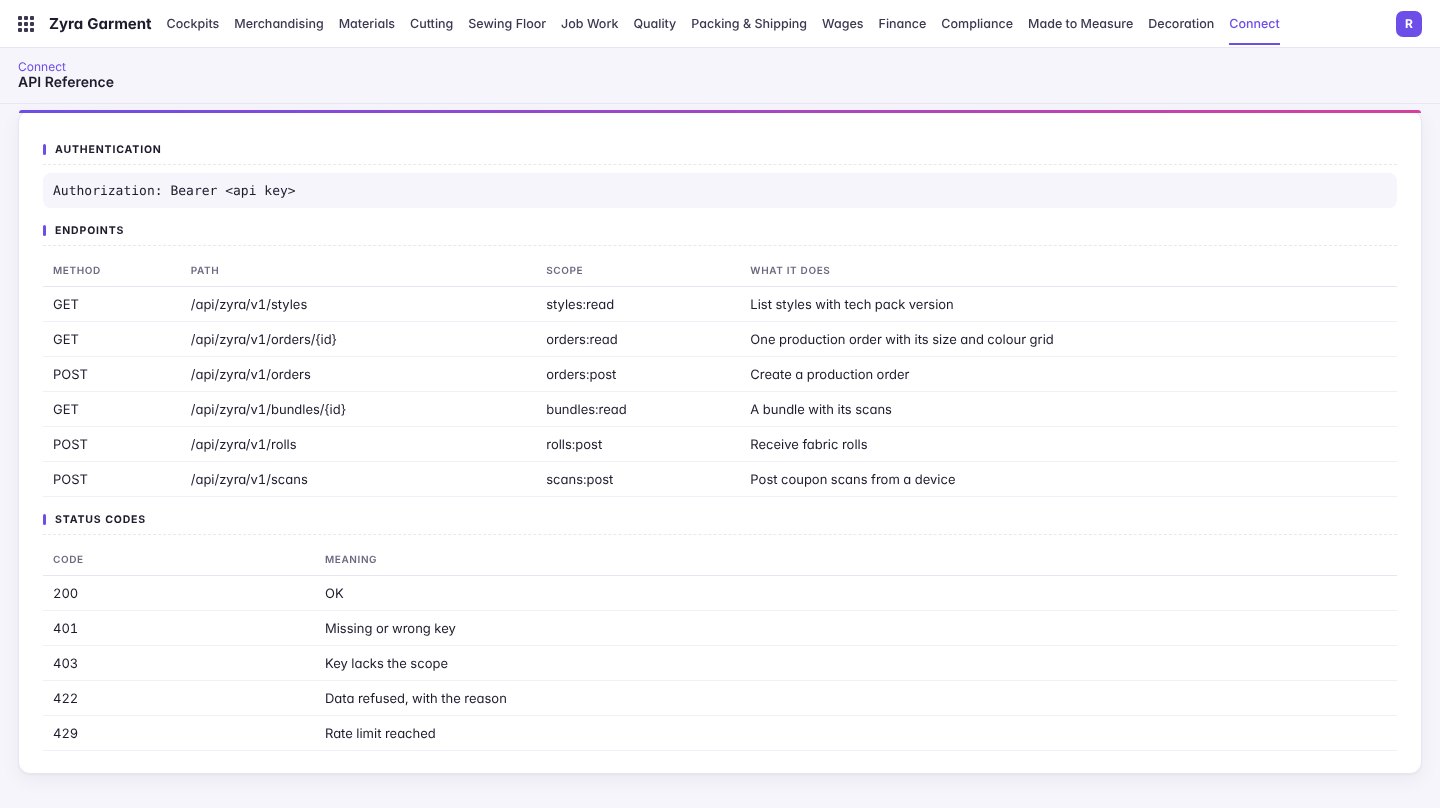 Zyra Garment Cockpits Merchandising Materials Cutting Sewing Floor Job Work Quality Packing & Shipping Wages Finance Compliance Made to Measure Decoration Connect R
Connect
API Reference
AUTHENTICATION
Authorization: Bearer <api key>
ENDPOINTS
METHOD PATH SCOPE WHAT IT DOES
GET /api/zyra/v1/styles styles:read List styles with tech pack version
GET /api/zyra/v1/orders/{id} orders:read One production order with its size and colour grid
POST /api/zyra/v1/orders orders:post Create a production order
GET /api/zyra/v1/bundles/{id} bundles:read A bundle with its scans
POST /api/zyra/v1/rolls rolls:post Receive fabric rolls
POST /api/zyra/v1/scans scans:post Post coupon scans from a device
STATUS CODES
CODE MEANING
200 OK
401 Missing or wrong key
403 Key lacks the scope
422 Data refused, with the reason
429 Rate limit reached